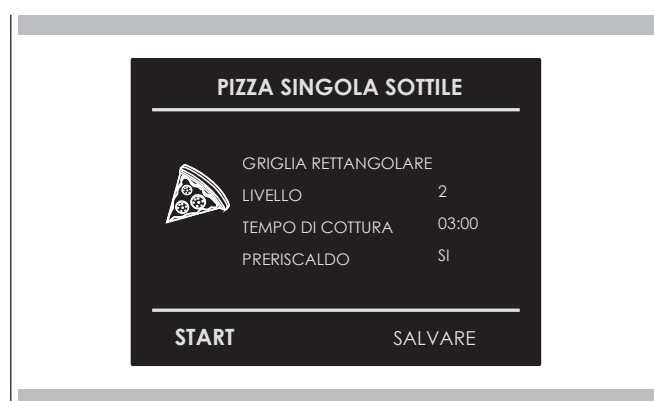 PIZZA SINGOLA SOTTILE
GRIGLIA RETTANGOLARE
LIVELLO 2
TEMPO DI COTTURA 03:00
PRERISCALDO SI
START SALVARE